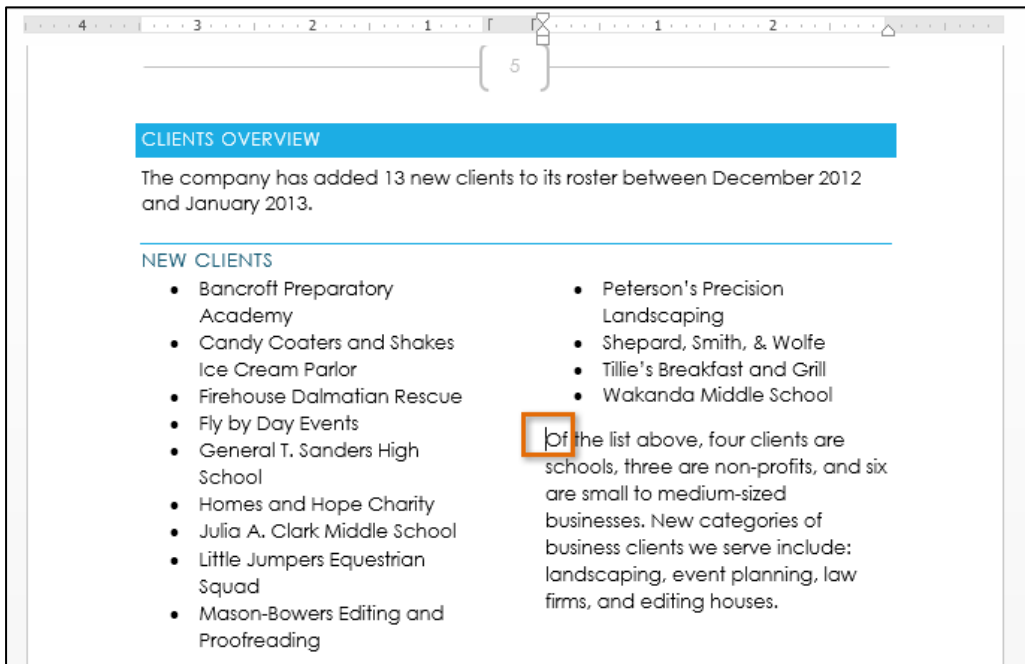 4 3 2 1 1 2
5
CLIENTS OVERVIEW
The company has added 13 new clients to its roster between December 2012
and January 2013.
NEW CLIENTS
• Bancroft Preparatory
Academy
• Candy Coaters and Shakes
Ice Cream Parlor
• Firehouse Dalmatian Rescue
• Fly by Day Events
• General T. Sanders High
School
• Homes and Hope Charity
• Julia A. Clark Middle School
• Little Jumpers Equestrian
Squad
• Mason-Bowers Editing and
Proofreading
• Peterson’s Precision
Landscaping
• Shepard, Smith, & Wolfe
• Tillie’s Breakfast and Grill
• Wakanda Middle School
Of the list above, four clients are
schools, three are non-profits, and six
are small to medium-sized
businesses. New categories of
business clients we serve include:
landscaping, event planning, law
firms, and editing houses.